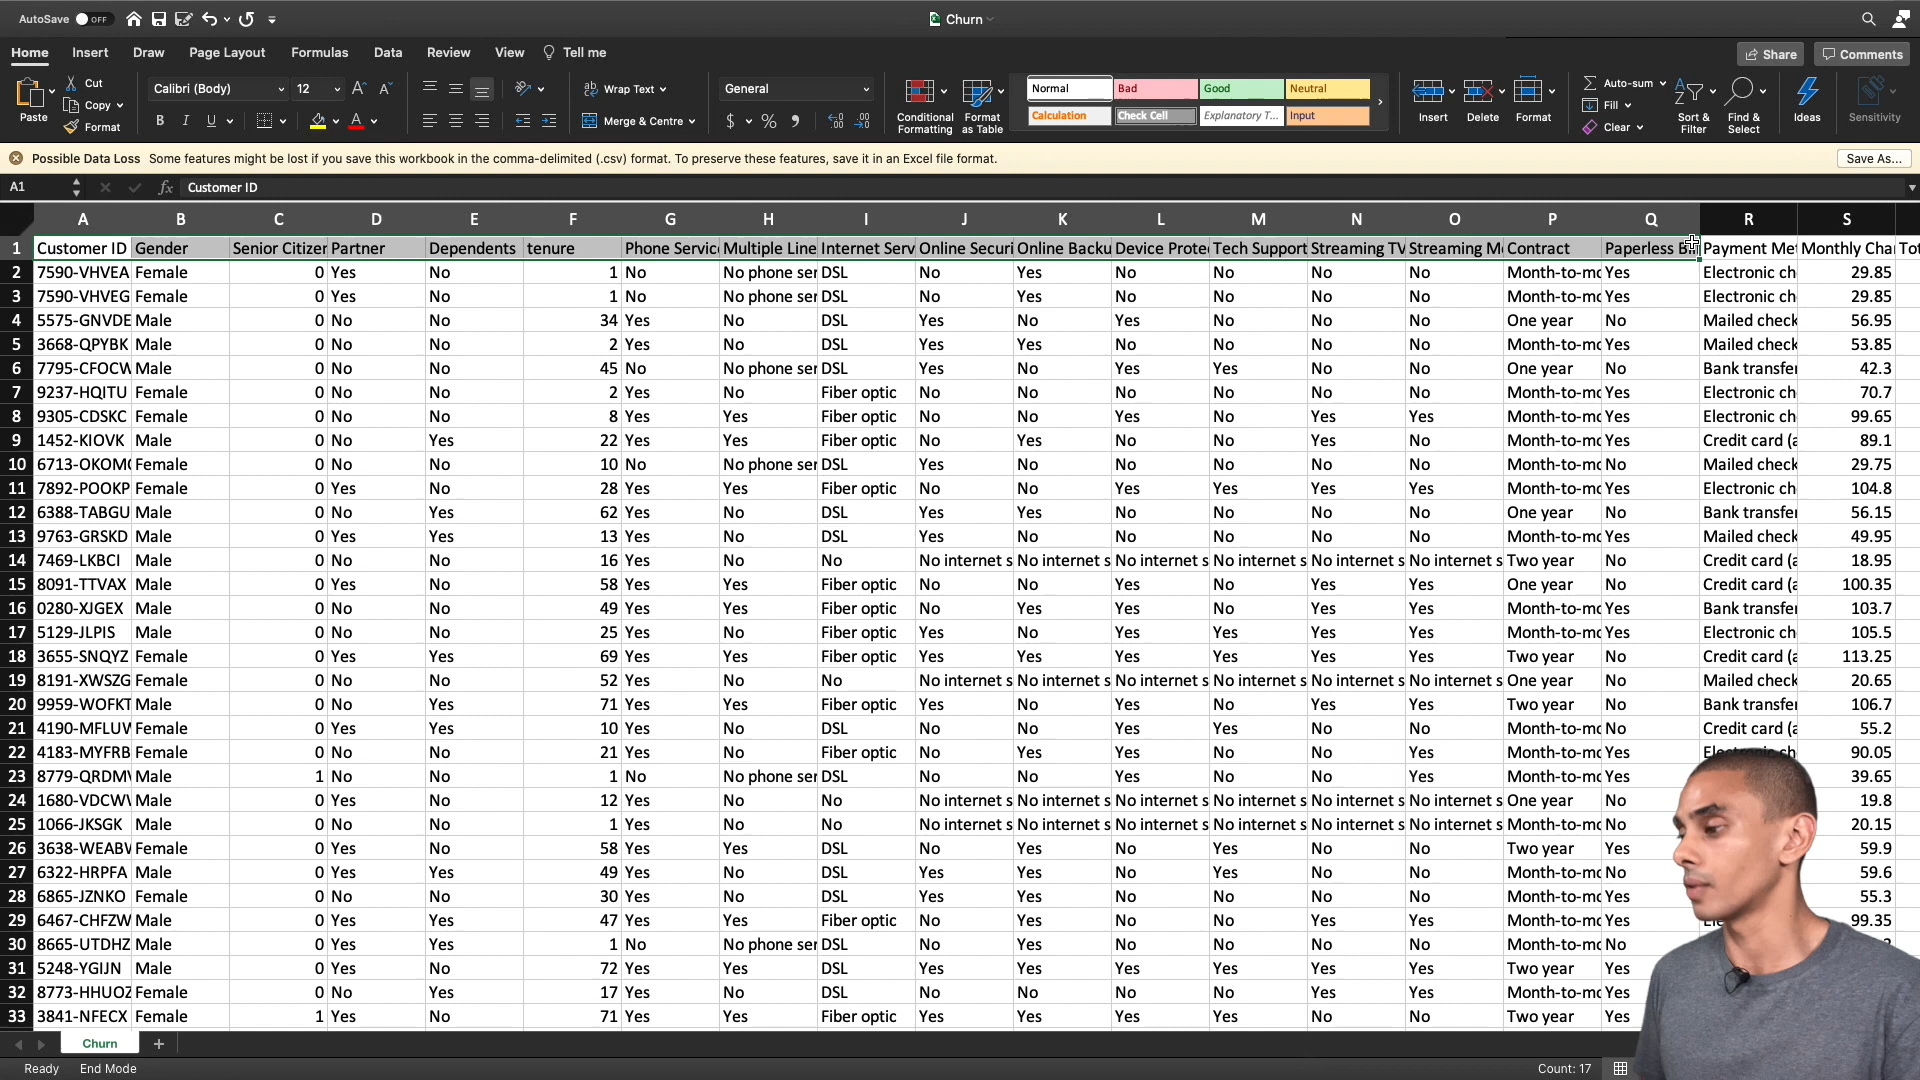 AutoSave OFF Churn
Home Insert Draw Page Layout Formulas Data Review View Tell me Share Comments
Paste Cut Copy Format Calibri (Body) 12 A A B I U A Wrap Text Merge & Centre General $ % 9 Conditional Formatting Format as Table Normal Bad Good Neutral Calculation Check Cell Explanatory T... Input Insert Delete Format Auto-sum Fill Clear Sort & Filter Find & Select Ideas Sensitivity
Possible Data Loss Some features might be lost if you save this workbook in the comma-delimited (.csv) format. To preserve these features, save it in an Excel file format. Save As...
A1 fx Customer ID
A B C D E F G H I J K L M N O P Q R S
1 Customer ID Gender Senior Citizen Partner Dependents tenure Phone Servic Multiple Line Internet Serv Online Securi Online Backu Device Prote Tech Support Streaming TV Streaming M Contract Paperless Payment Met Monthly Cha Tot
2 7590-VHVEA Female 0 Yes No 1 No No phone ser DSL No Yes No No No No Month-to-mo Yes Electronic ch 29.85
3 7590-VHVEG Female 0 Yes No 1 No No phone ser DSL No Yes No No No No Month-to-mo Yes Electronic ch 29.85
4 5575-GNVDE Male 0 No No 34 Yes No DSL Yes No Yes No No No One year No Mailed check 56.95
5 3668-QPYBK Male 0 No No 2 Yes No DSL Yes Yes No No No No Month-to-mo Yes Mailed check 53.85
6 7795-CFOCW Male 0 No No 45 No No phone ser DSL Yes No Yes Yes No No One year No Bank transfer 42.3
7 9237-HQITU Female 0 No No 2 Yes No Fiber optic No No No No No No Month-to-mo Yes Electronic ch 70.7
8 9305-CDSKC Female 0 No No 8 Yes Yes Fiber optic No No Yes No Yes Yes Month-to-mo Yes Electronic ch 99.65
9 1452-KIOVK Male 0 No Yes 22 Yes Yes Fiber optic No Yes No No Yes No Month-to-mo Yes Credit card (a 89.1
10 6713-OKOMC Female 0 No No 10 No No phone ser DSL Yes No No No No No Month-to-mo No Mailed check 29.75
11 7892-POOKP Female 0 Yes No 28 Yes Yes Fiber optic No No Yes Yes Yes Yes Month-to-mo Yes Electronic ch 104.8
12 6388-TABGU Male 0 No Yes 62 Yes No DSL Yes Yes No No No No One year No Bank transfer 56.15
13 9763-GRSKD Male 0 Yes Yes 13 Yes No DSL Yes No No No No No Month-to-mo Yes Mailed check 49.95
14 7469-LKBCI Male 0 No No 16 Yes No No No internet s No internet s No internet s No internet s No internet s No internet s Two year No Credit card (a 18.95
15 8091-TTVAX Male 0 Yes No 58 Yes Yes Fiber optic No No Yes No Yes Yes One year No Credit card (a 100.35
16 0280-XJGEX Male 0 No No 49 Yes Yes Fiber optic No Yes Yes No Yes Yes Month-to-mo Yes Bank transfer 103.7
17 5129-JLPIS Male 0 No No 25 Yes No Fiber optic Yes No Yes Yes Yes Yes Month-to-mo Yes Electronic ch 105.5
18 3655-SNQYZ Female 0 Yes Yes 69 Yes Yes Fiber optic Yes Yes Yes Yes Yes Yes Two year No Credit card (a 113.25
19 8191-XWSZG Female 0 No No 52 Yes No No No internet s No internet s No internet s No internet s No internet s No internet s One year No Mailed check 20.65
20 9959-WOFKT Male 0 No Yes 71 Yes Yes Fiber optic Yes No Yes No Yes Yes Two year No Bank transfer 106.7
21 4190-MFLUW Female 0 Yes Yes 10 Yes No DSL No No Yes Yes No No Month-to-mo No Credit card (a 55.2
22 4183-MYFRB Female 0 No No 21 Yes No Fiber optic No Yes Yes No No Yes Month-to-mo Yes Electronic ch 90.05
23 8779-QRDMV Male 1 No No 1 No No phone ser DSL No No Yes No No Yes Month-to-mo Yes 39.65
24 1680-VDCWW Male 0 Yes No 12 Yes No No No internet s No internet s No internet s No internet s No internet s No internet s One year No 19.8
25 1066-JKSGK Male 0 No No 1 Yes No No No internet s No internet s No internet s No internet s No internet s No internet s Month-to-mo No 20.15
26 3638-WEABW Female 0 Yes No 58 Yes Yes DSL No Yes No Yes No No Two year Yes 59.9
27 6322-HRPFA Male 0 Yes Yes 49 Yes No DSL Yes Yes No Yes No No Month-to-mo No 59.6
28 6865-JZNKO Female 0 No No 30 Yes No DSL Yes Yes No No No No Month-to-mo Yes 55.3
29 6467-CHFZW Male 0 Yes Yes 47 Yes Yes Fiber optic No Yes No No Yes Yes Month-to-mo Yes 99.35
30 8665-UTDHZ Male 0 Yes Yes 1 No No phone ser DSL No Yes No No No No Month-to-mo No
31 5248-YGIJN Male 0 Yes No 72 Yes Yes DSL Yes Yes Yes Yes Yes Yes Two year Yes
32 8773-HHUOZ Female 0 No Yes 17 Yes No DSL No No No No Yes Yes Month-to-mo Yes
33 3841-NFECX Female 1 Yes No 71 Yes Yes Fiber optic Yes Yes Yes Yes No No Two year Yes
Churn +
Ready End Mode Count: 17